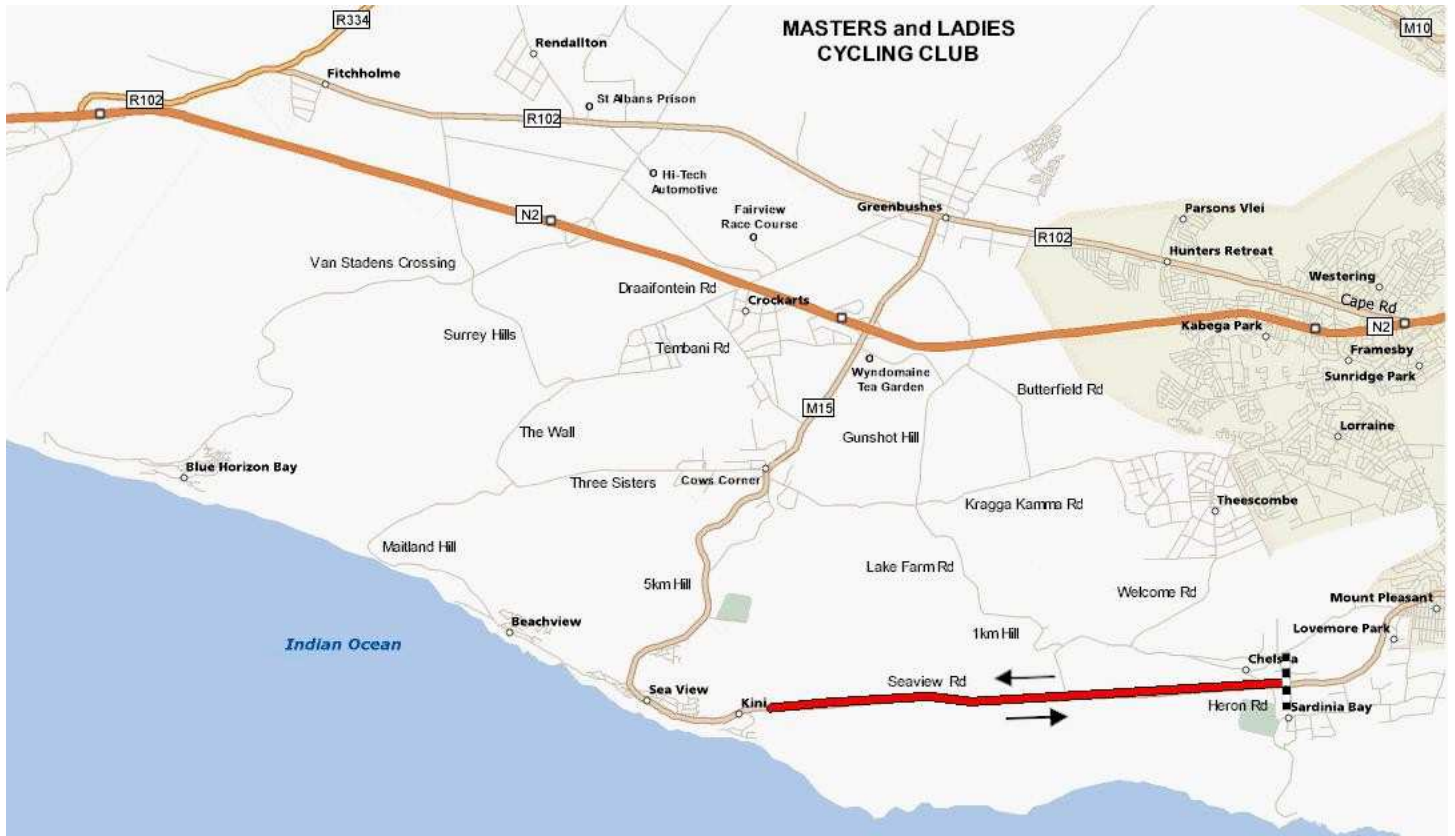 MASTERS and LADIES
CYCLING CLUB
R334
M10
Rendallton
Fitchholme
R102
St Albans Prison
R102
Hi-Tech
Automotive
Fairview
Race Course
Greenbushes
Parsons Vlei
N2
R102
Hunters Retreat
Van Stadens Crossing
Westering
Draaifontein Rd
Crockarts
Cape Rd
Surrey Hills
Tembani Rd
Kabega Park
N2
Framesby
Wyndomaine
Tea Garden
Sunridge Park
Butterfield Rd
M15
The Wall
Gunshot Hill
Lorraine
Blue Horizon Bay
Three Sisters
Cows Corner
Kragga Kamma Rd
Theescombe
Maitland Hill
5km Hill
Lake Farm Rd
Welcome Rd
Mount Pleasant
Beachview
1km Hill
Lovemore Park
Indian Ocean
Chelsea
Seaview Rd
Sea View
Kini
Heron Rd
Sardinia Bay